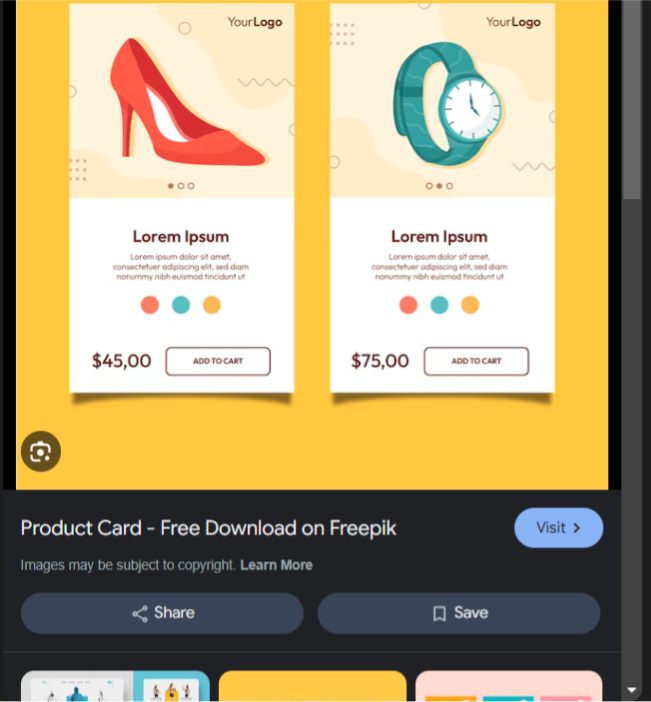 YourLogo
Lorem Ipsum
Lorem ipsum dolor sit amet,
consectetuer adipiscing elit, sed diam
nonummy nibh euismod tincidunt ut
$45,00
ADD TO CART
YourLogo
Lorem Ipsum
Lorem ipsum dolor sit amet,
consectetuer adipiscing elit, sed diam
nonummy nibh euismod tincidunt ut
$75,00
ADD TO CART
Product Card - Free Download on Freepik
Visit
Images may be subject to copyright. Learn More
Share
Save